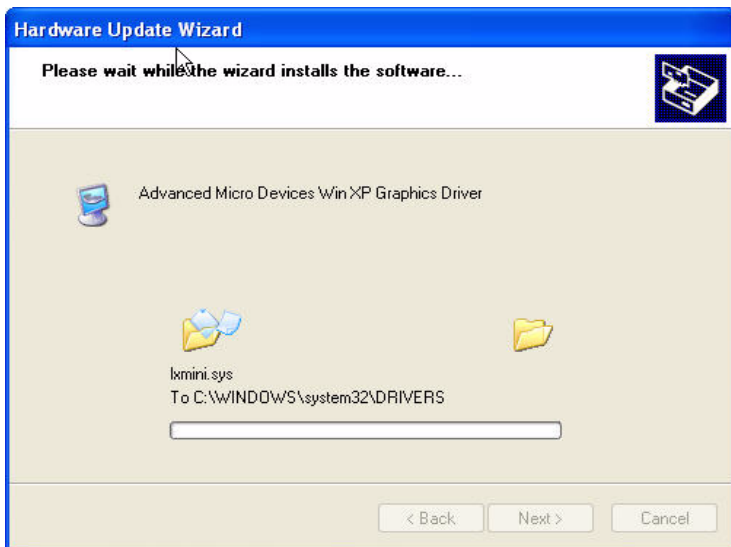 Hardware Update Wizard
Please wait while the wizard installs the software...
Advanced Micro Devices Win XP Graphics Driver
lxmini.sys
To C:\WINDOWS\system32\DRIVERS
< Back Next > Cancel